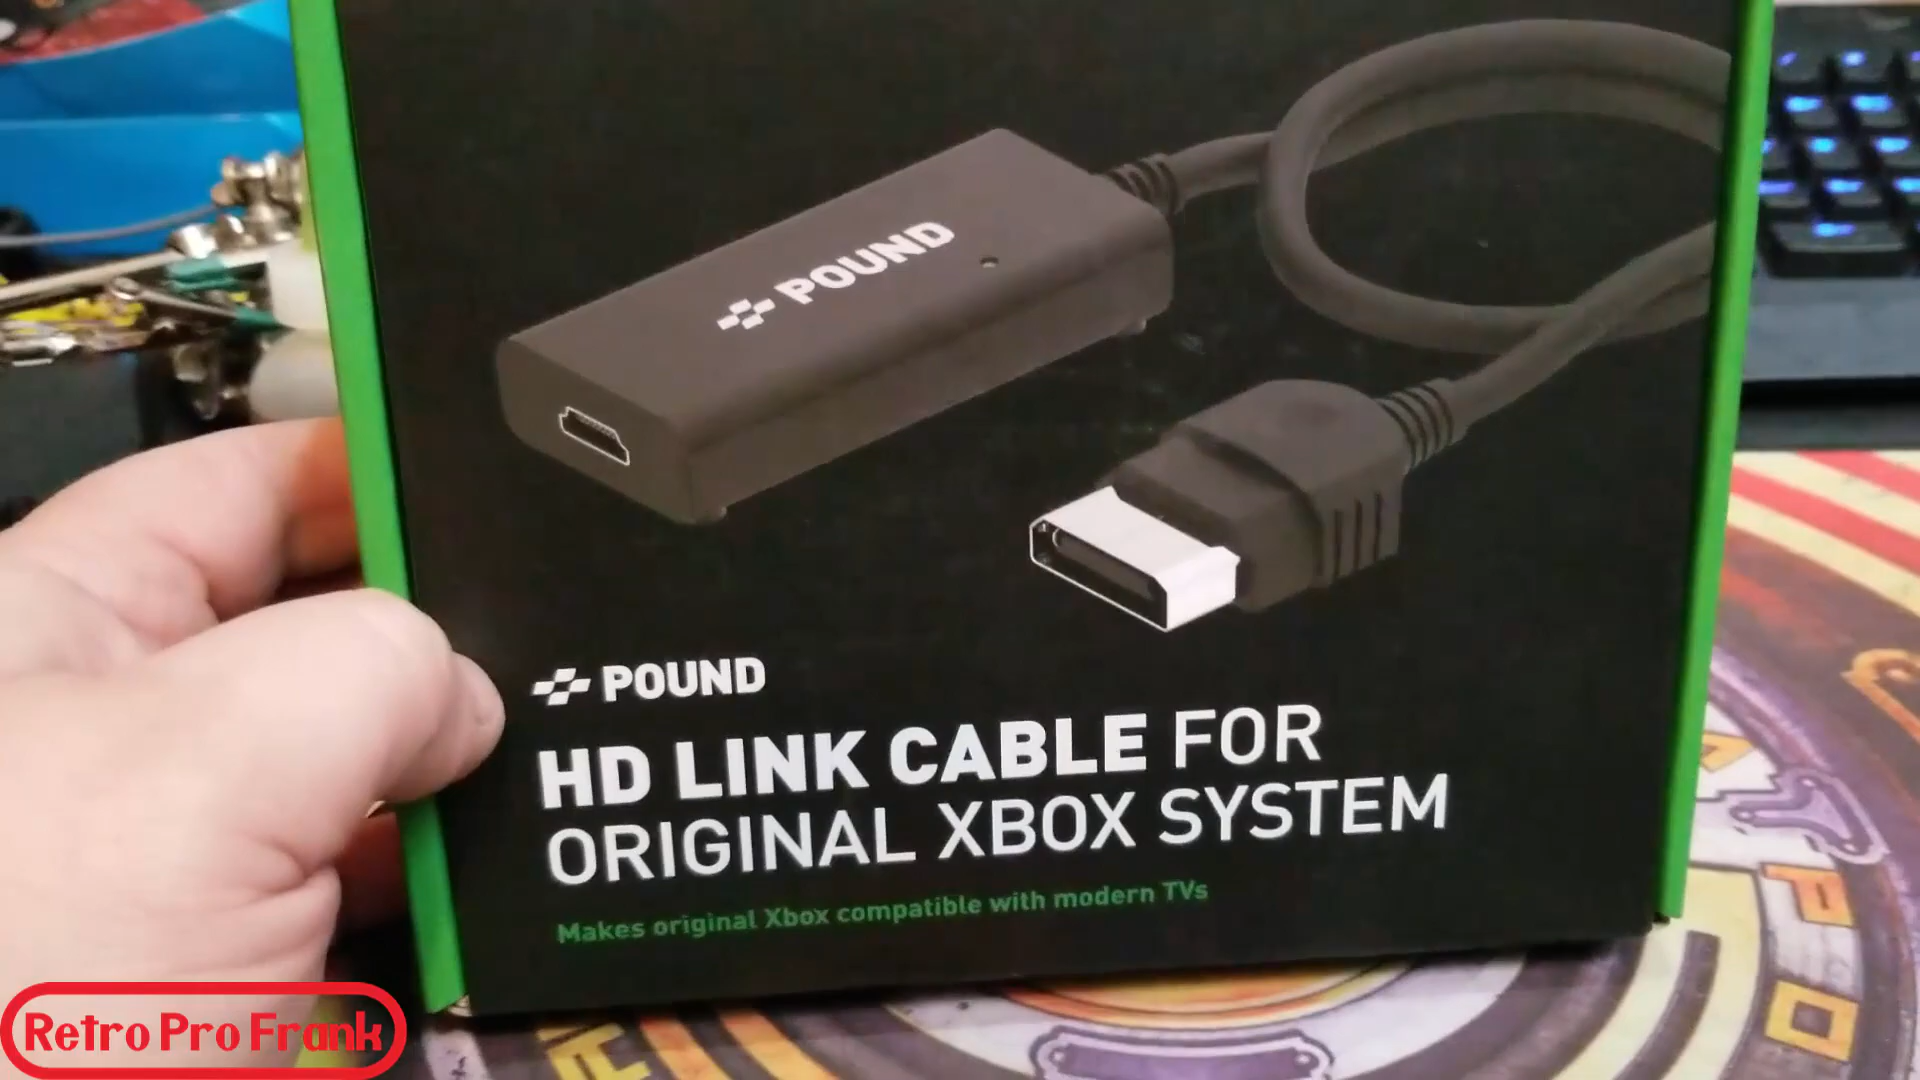 POUND
POUND
HD LINK CABLE FOR
ORIGINAL XBOX SYSTEM
Makes original Xbox compatible with modern TVs
Retro Pro Frank